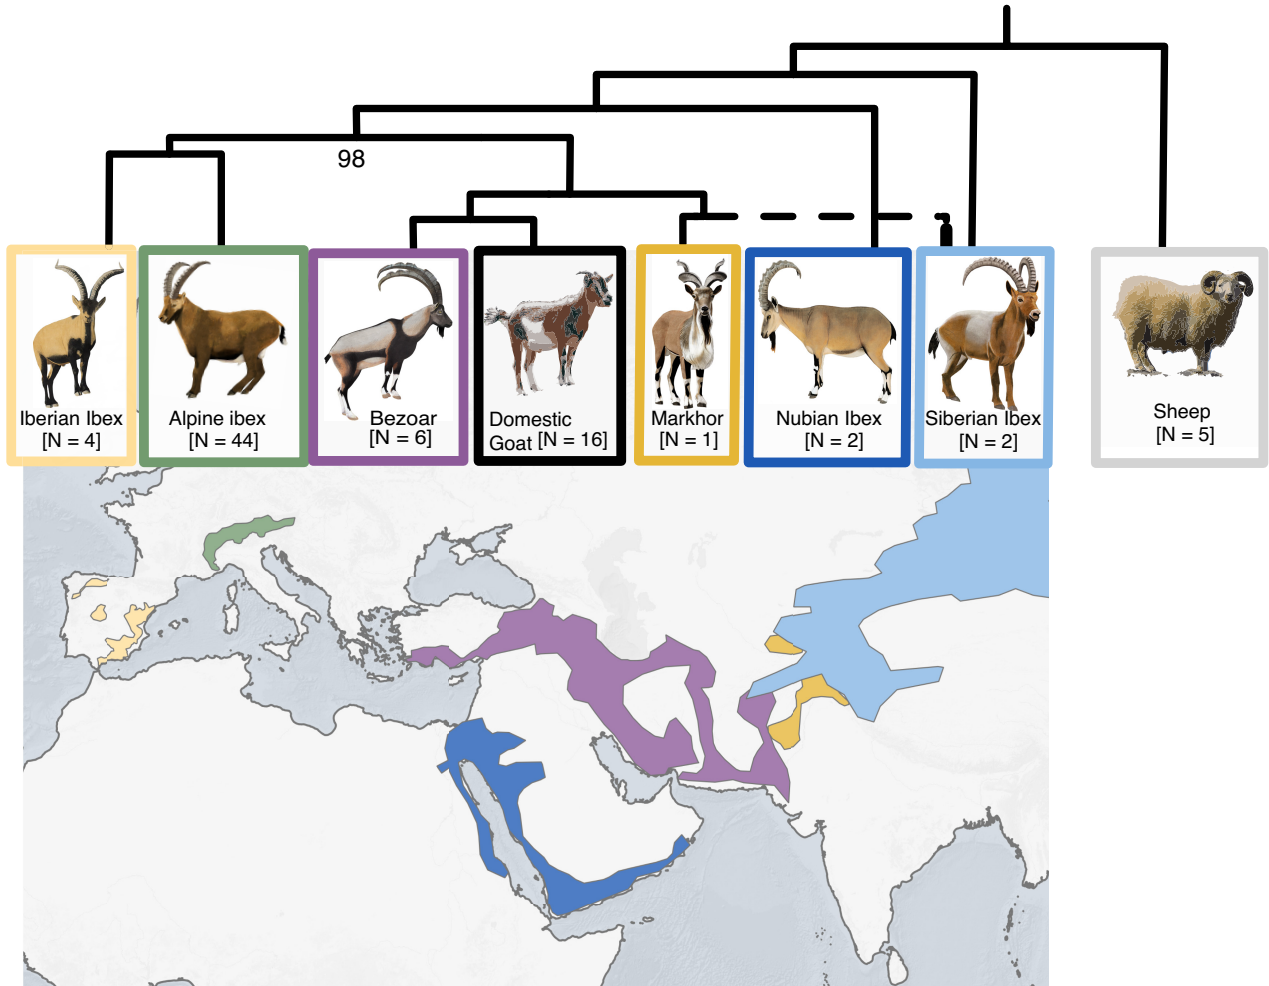 98
Iberian Ibex
[N = 4]
Alpine ibex
[N = 44]
Bezoar
[N = 6]
Domestic
Goat [N = 16]
Markhor
[N = 1]
Nubian Ibex
[N = 2]
Siberian Ibex
[N = 2]
Sheep
[N = 5]